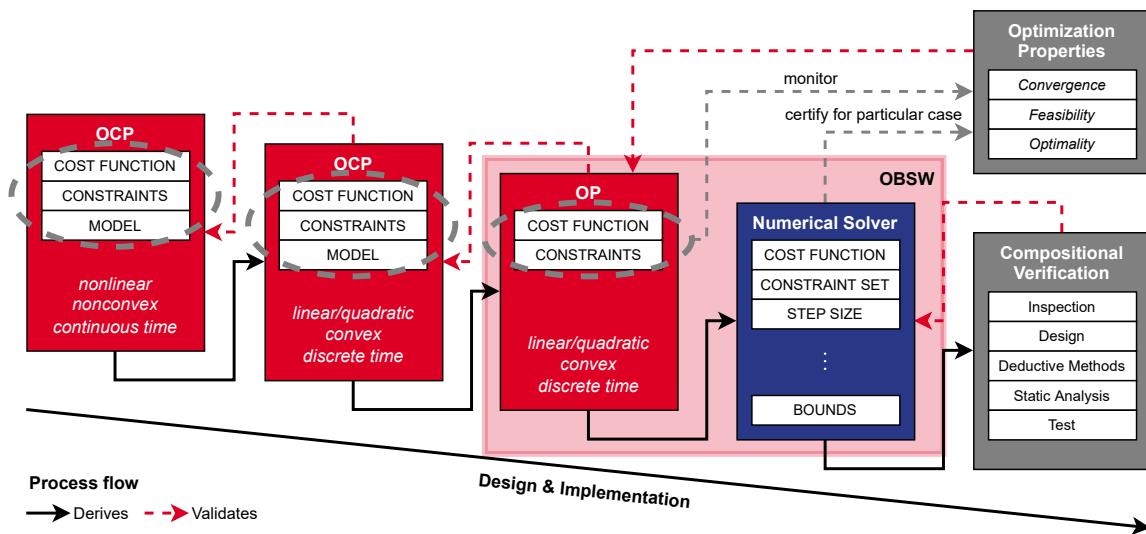 OCP
COST FUNCTION
CONSTRAINTS
MODEL
nonlinear
nonconvex
continuous time
OCP
COST FUNCTION
CONSTRAINTS
MODEL
linear/quadratic
convex
discrete time
OBSW
OP
COST FUNCTION
CONSTRAINTS
linear/quadratic
convex
discrete time
Numerical Solver
COST FUNCTION
CONSTRAINT SET
STEP SIZE
⋮
BOUNDS
monitor
certify for particular case
Optimization
Properties
Convergence
Feasibility
Optimality
Compositional
Verification
Inspection
Design
Deductive Methods
Static Analysis
Test
Design & Implementation
Process flow
Derives
Validates